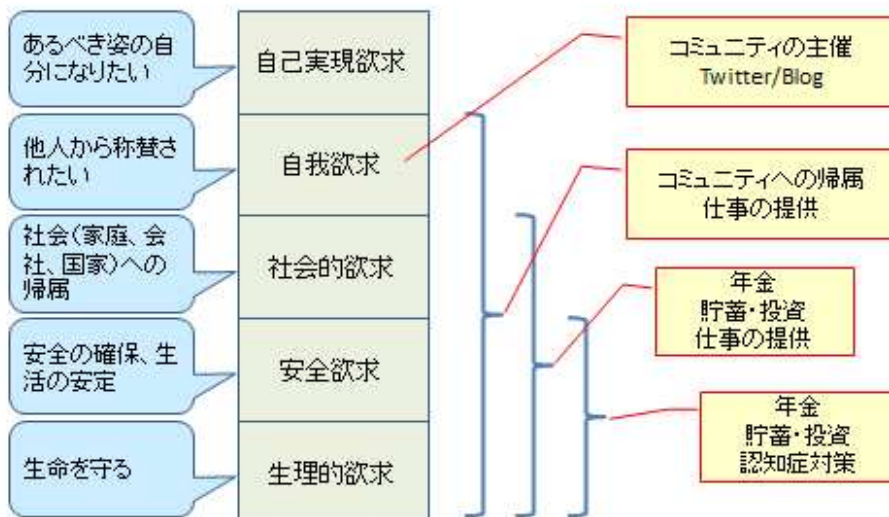 あるべき姿の自
分になりたい
他人から称賛さ
れたい
社会(家庭、会
社、国家)への
帰属
安全の確保、生
活の安定
生命を守る
自己実現欲求
自我欲求
社会的欲求
安全欲求
生理的欲求
コミュニティの主催
Twitter/Blog
コミュニティへの帰属
仕事の提供
年金
貯蓄・投資
仕事の提供
年金
貯蓄・投資
認知症対策